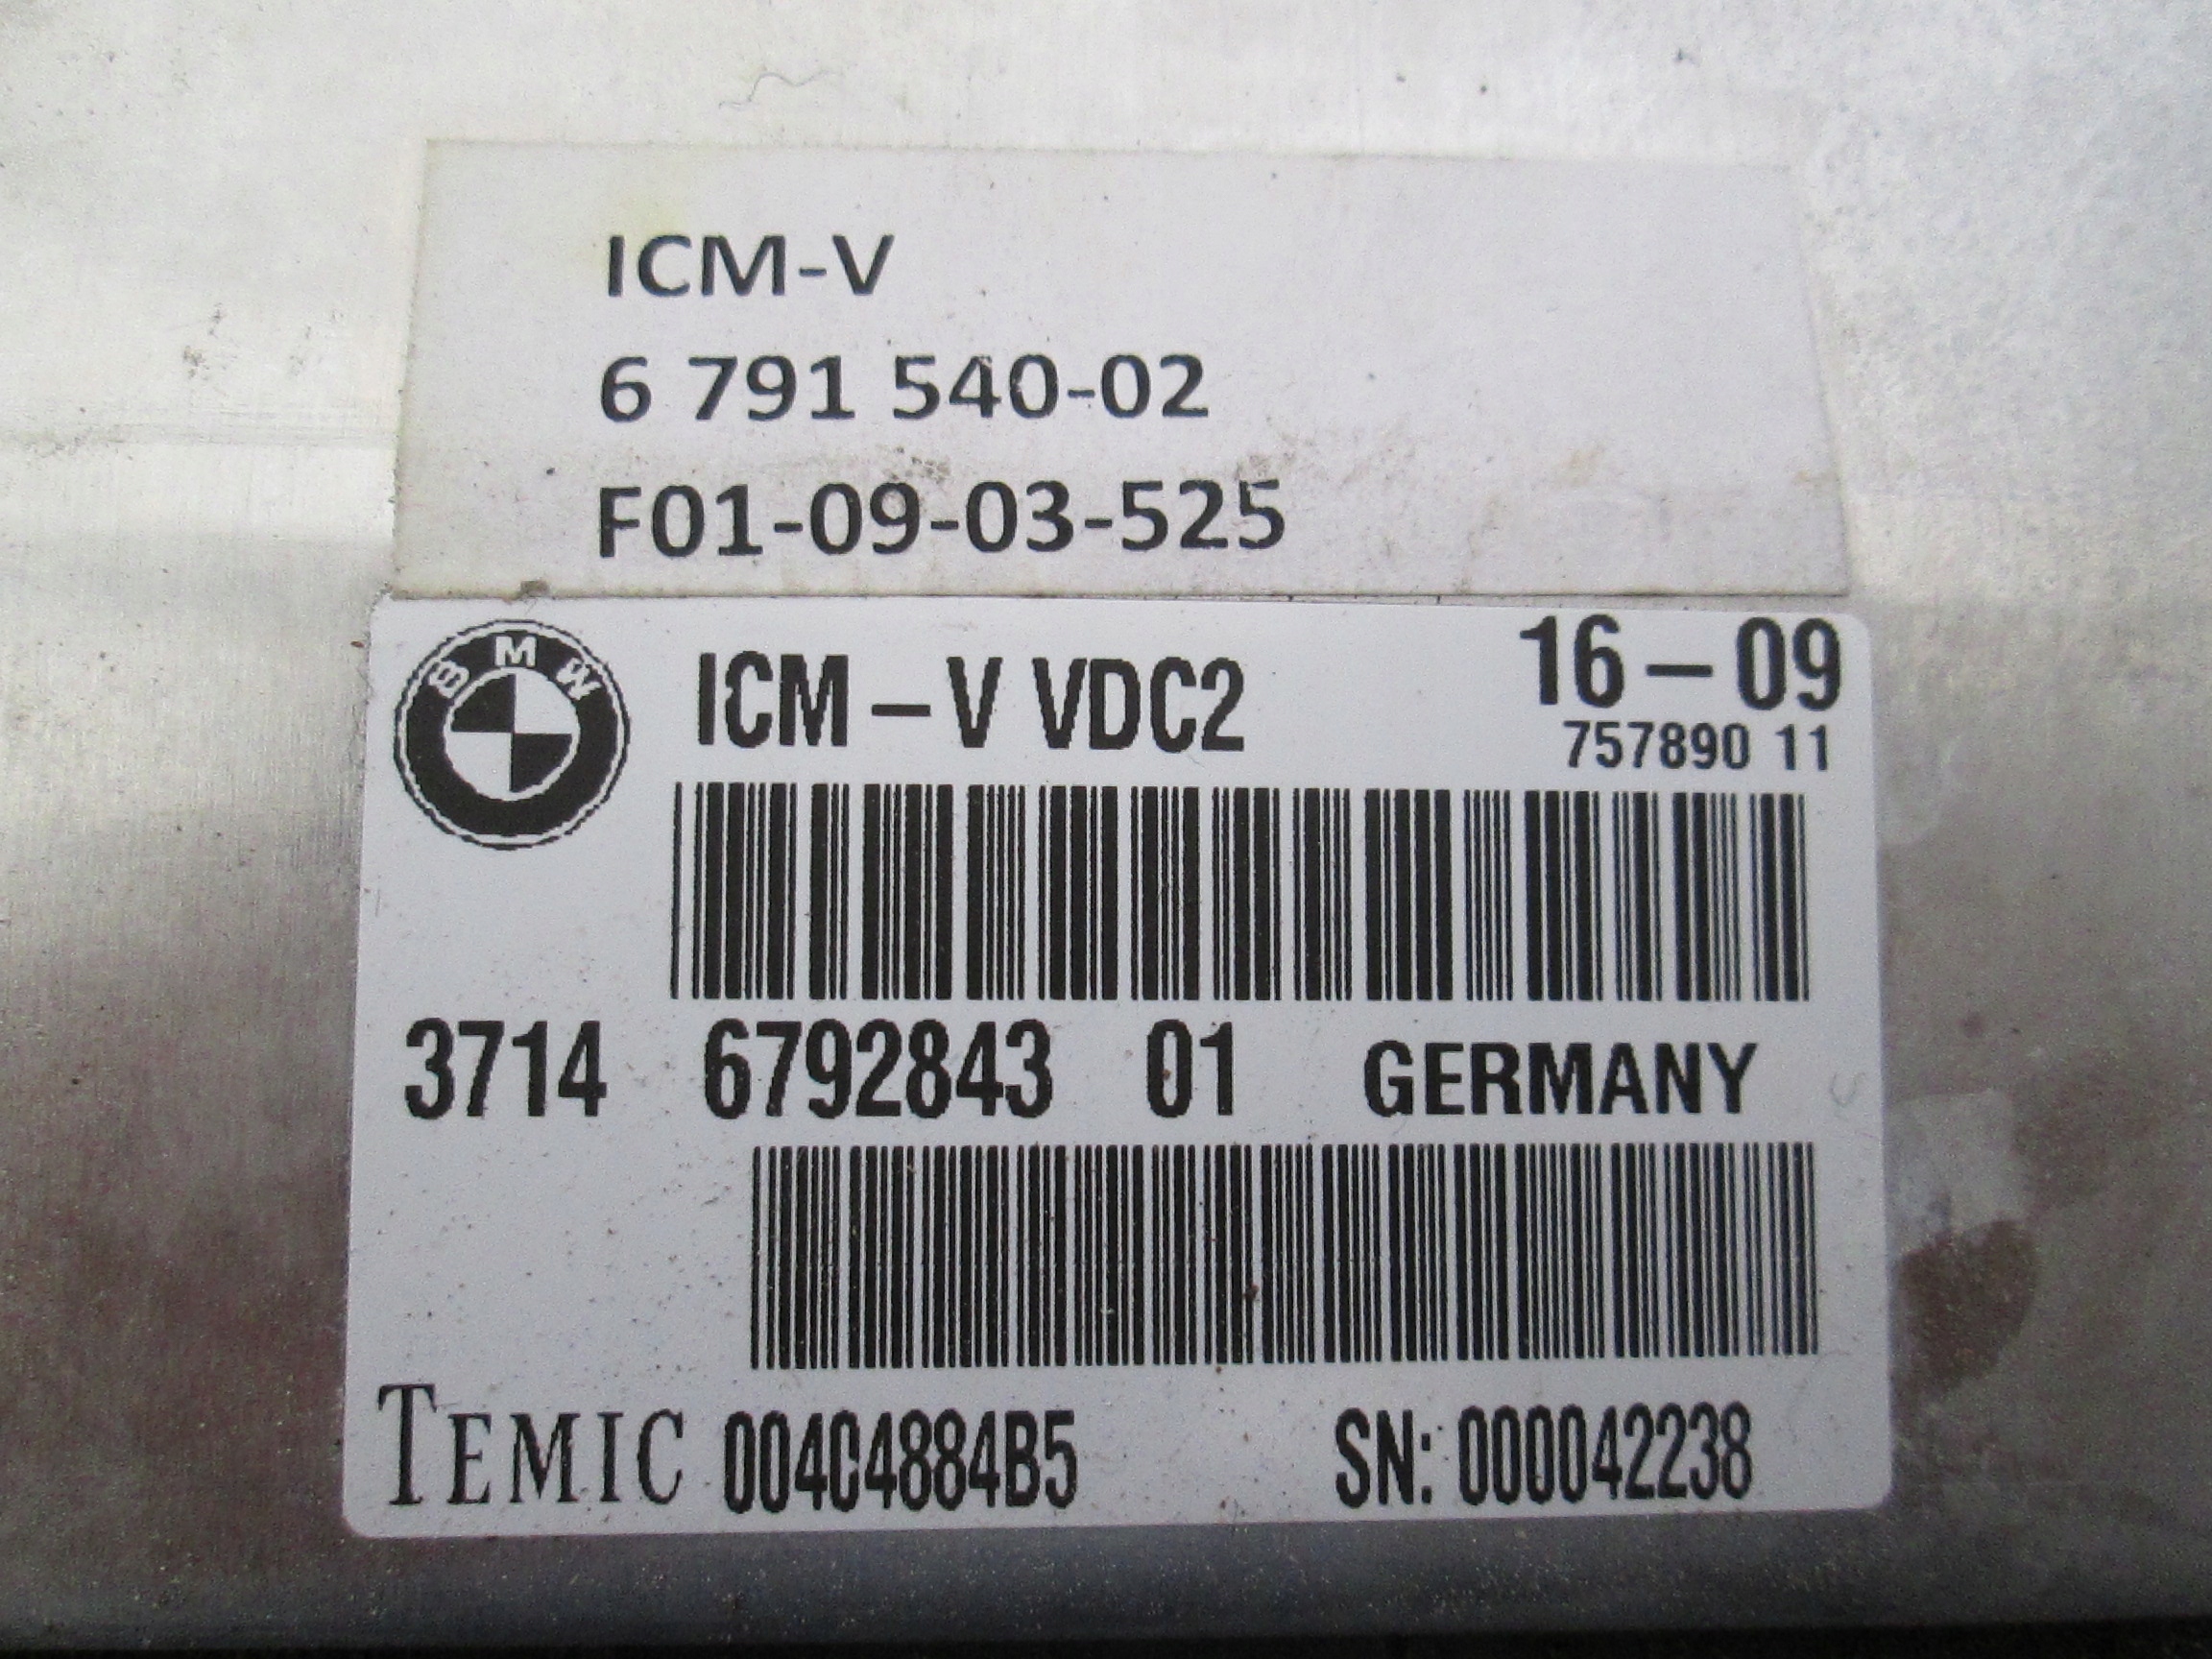 ICM-V
6 791 540-02
F01-09-03-525
BMW
ICM – V VDC2
16 – 09
757890 11
3714 6792843 01 GERMANY
TEMIC 004C4884B5 SN: 000042238